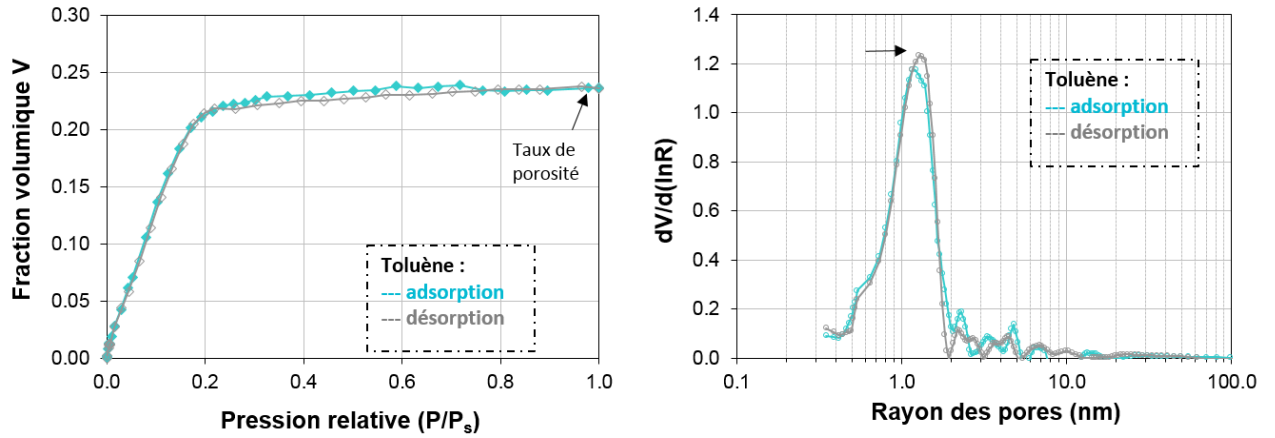 0.30
0.25
0.20
0.15
0.10
0.05
0.00
Fraction volumique V
Taux de
porosité
Toluène :
--- adsorption
--- désorption
0.0 0.2 0.4 0.6 0.8 1.0
Pression relative (P/Ps)
1.4
1.2
1.0
0.8
0.6
0.4
0.2
0.0
dV/d(lnR)
Toluène :
--- adsorption
--- désorption
0.1 1.0 10.0 100.0
Rayon des pores (nm)